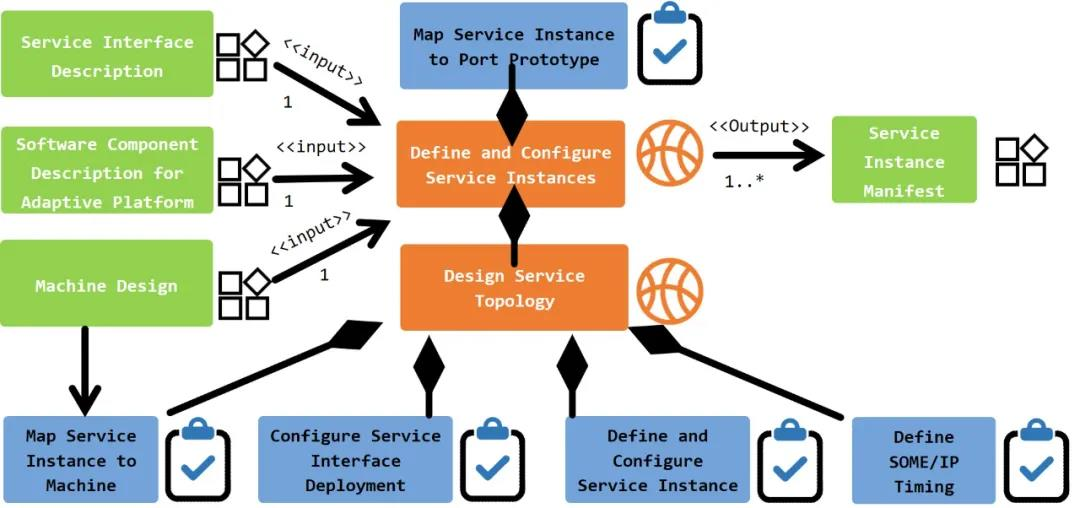 Service Interface
Description
<<input>>
1
Map Service Instance
to Port Prototype
Software Component
Description for
Adaptive Platform
<<input>>
1
Define and Configure
Service Instances
<<Output>>
1..*
Service
Instance
Manifest
Machine Design
<<input>>
1
Design Service
Topology
Map Service
Instance to
Machine
Configure Service
Interface
Deployment
Define and
Configure
Service Instance
Define
SOME/IP
Timing